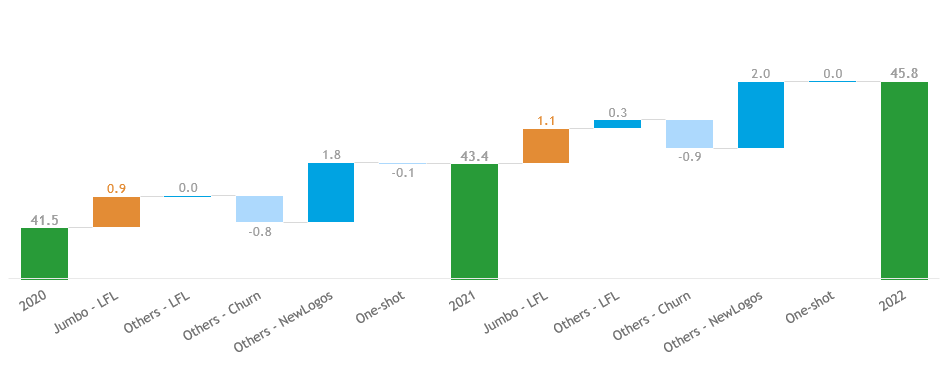 2.0
0.0
45.8
1.1
0.3
1.8
43.4
-0.9
-0.1
0.9
0.0
41.5
-0.8
2020
Jumbo - LFL
Others - LFL
Others - Churn
Others - NewLogos
One-shot
2021
Jumbo - LFL
Others - LFL
Others - Churn
Others - NewLogos
One-shot
2022